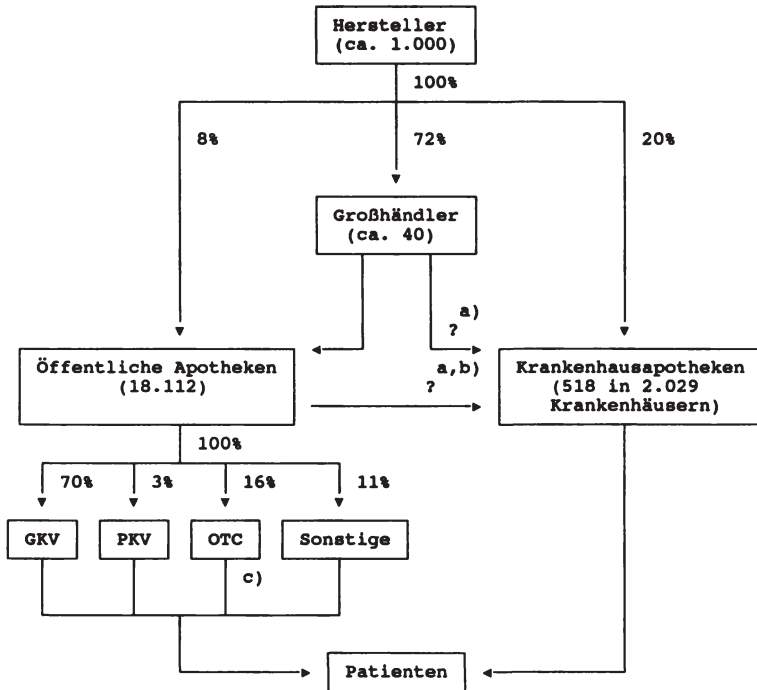 Hersteller
(ca. 1.000)
100%
8%
72%
20%
Großhändler
(ca. 40)
a)
?
Öffentliche Apotheken
(18.112)
a,b)
?
Krankenhausapotheken
(518 in 2.029
Krankenhäusern)
100%
70%
3%
16%
11%
GKV
PKV
OTC
Sonstige
c)
Patienten